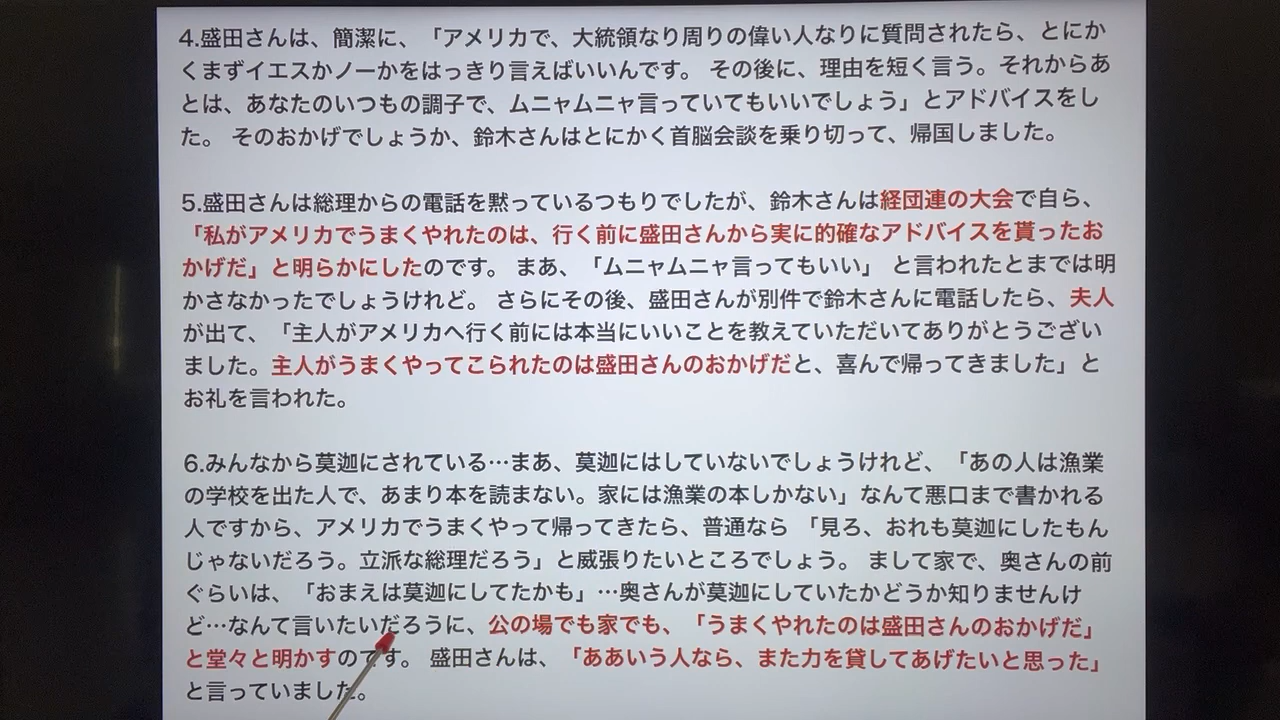 4.盛田さんは、簡潔に、「アメリカで、大統領なり周りの偉い人なりに質問されたら、とにか
くまずイエスかノーかをはっきり言えばいいんです。 その後に、理由を短く言う。それからあ
とは、あなたのいつもの調子で、ムニャムニャ言っていてもいいでしょう」とアドバイスをし
た。 そのおかげでしょうか、鈴木さんはとにかく首脳会談を乗り切って、帰国しました。
5.盛田さんは総理からの電話を黙っているつもりでしたが、鈴木さんは経団連の大会で自ら、
「私がアメリカでうまくやれたのは、行く前に盛田さんから実に的確なアドバイスを貰ったお
かげだ」と明らかにしたのです。 まあ、「ムニャムニャ言ってもいい」 と言われたとまでは明
かさなかったでしょうけれど。 さらにその後、盛田さんが別件で鈴木さんに電話したら、夫人
が出て、「主人がアメリカへ行く前には本当にいいことを教えていただいてありがとうござい
ました。主人がうまくやってこられたのは盛田さんのおかげだと、喜んで帰ってきました」と
お礼を言われた。
6.みんなから莫迦にされている…まあ、莫迦にはしていないでしょうけれど、「あの人は漁業
の学校を出た人で、あまり本を読まない。家には漁業の本しかない」なんて悪口まで書かれる
人ですから、アメリカでうまくやって帰ってきたら、普通なら 「見ろ、おれも莫迦にしたもん
じゃないだろう。立派な総理だろう」と威張りたいところでしょう。 まして家で、奥さんの前
ぐらいは、「おまえは莫迦にしてたかも」…奥さんが莫迦にしていたかどうか知りませんけ
ど…なんて言いたいだろうに、公の場でも家でも、「うまくやれたのは盛田さんのおかげだ」
と堂々と明かすのです。 盛田さんは、「ああいう人なら、また力を貸してあげたいと思った」
と言っていました。